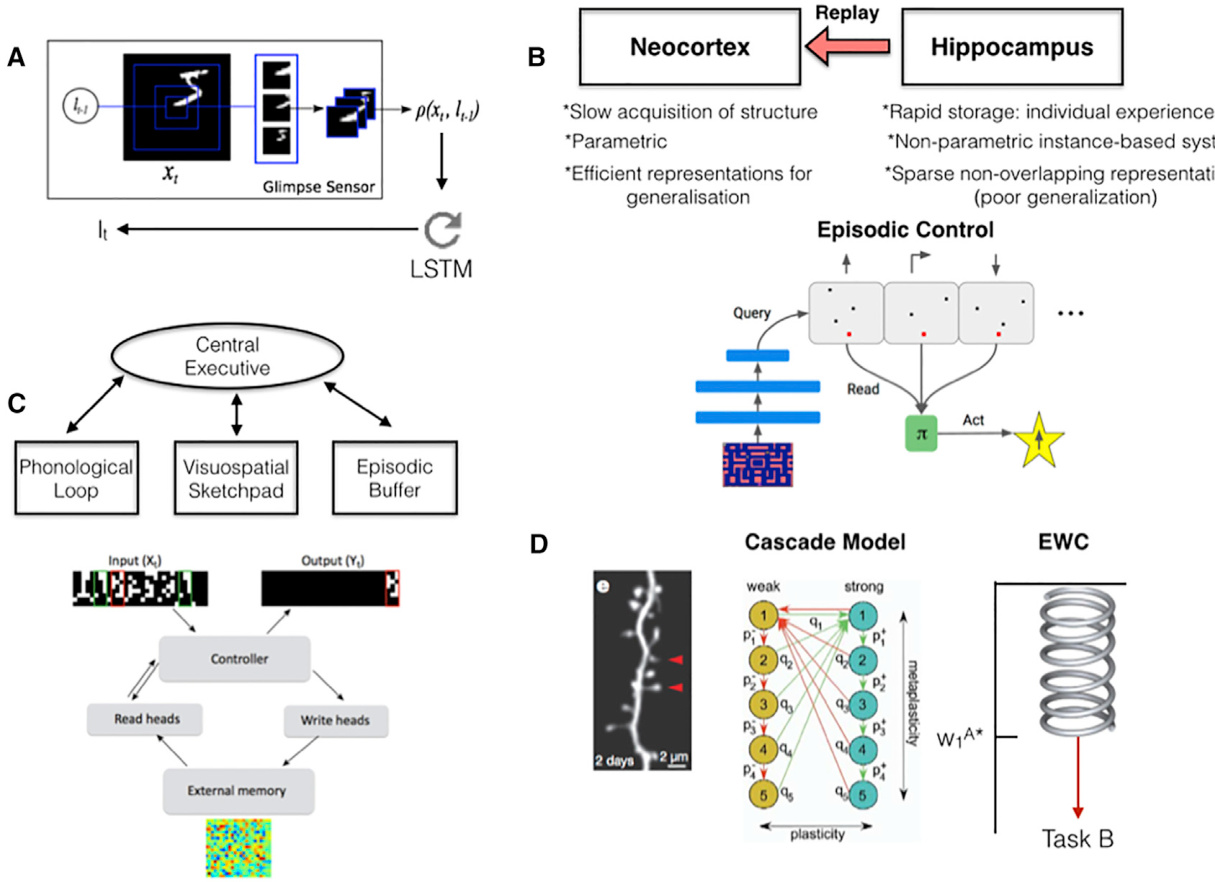 A
l_{t-1}
x_t
ρ(x_t, l_{t-1})
Glimpse Sensor
l_t
LSTM
B
Replay
Neocortex
Hippocampus
*Slow acquisition of structure
*Parametric
*Efficient representations for
generalisation
*Rapid storage: individual experience
*Non-parametric instance-based syst
*Sparse non-overlapping representati
(poor generalization)
Episodic Control
Query
...
Read
π
Act
C
Central
Executive
Phonological
Loop
Visuospatial
Sketchpad
Episodic
Buffer
Input (X_t)
Output (Y_t)
Controller
Read heads
Write heads
External memory
D
e
2 days
2 μm
Cascade Model
weak
strong
1
q_1
1
p_1^-
p_1^+
2
q_2
q_2
2
p_2^-
p_2^+
3
q_3
q_3
3
p_3^-
p_3^+
4
q_4
q_4
4
p_4^-
p_4^+
5
q_5
q_5
5
metaplasticity
plasticity
EWC
W_1^{A*}
Task B